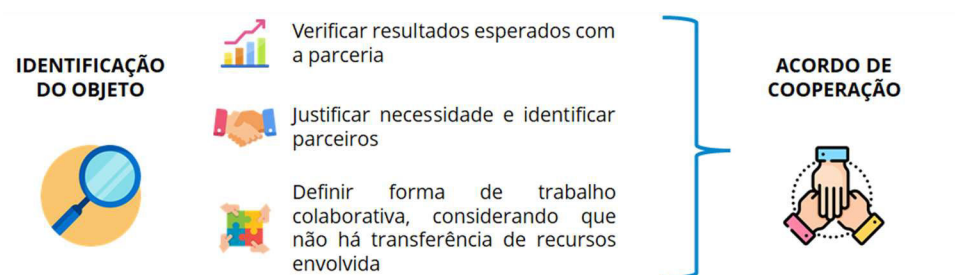 IDENTIFICAÇÃO
DO OBJETO
Verificar resultados esperados com
a parceria
Justificar necessidade e identificar
parceiros
Definir forma de trabalho
colaborativa, considerando que
não há transferência de recursos
envolvida
ACORDO DE
COOPERAÇÃO